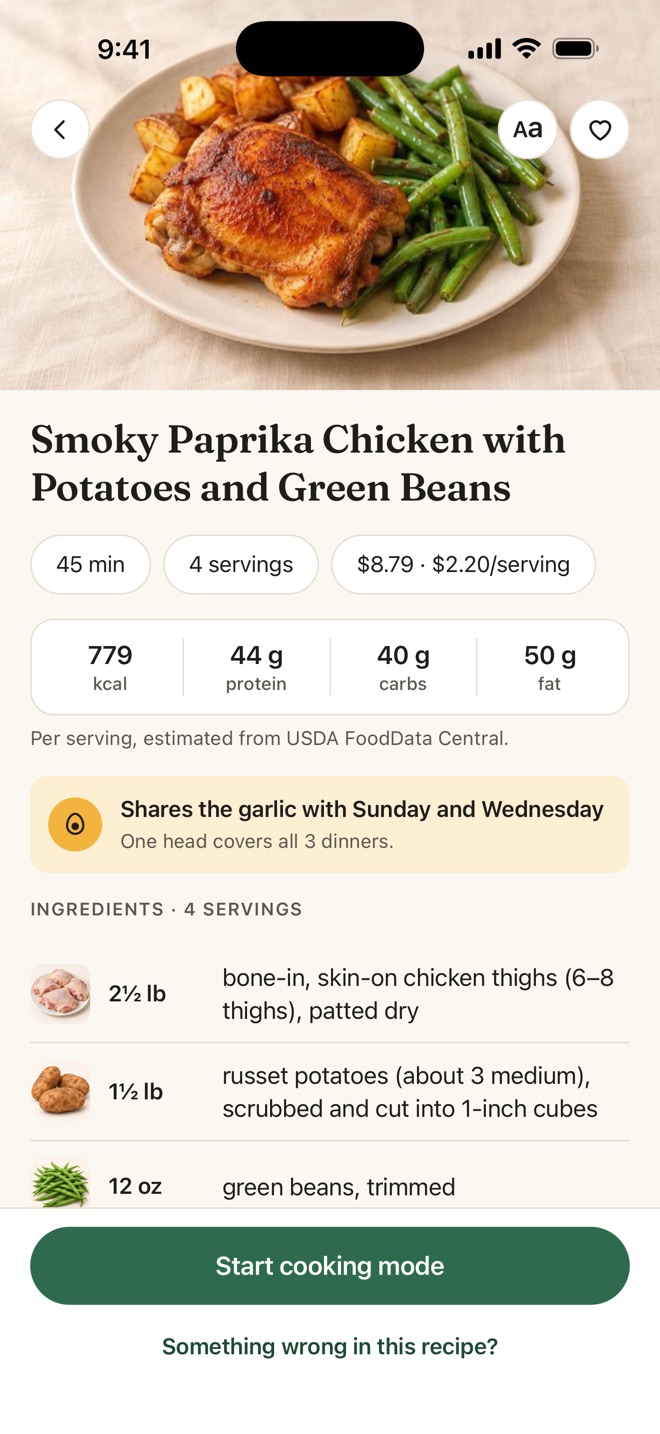 9:41
Aa
Smoky Paprika Chicken with
Potatoes and Green Beans
45 min
4 servings
$8.79 · $2.20/serving
779
kcal
44 g
protein
40 g
carbs
50 g
fat
Per serving, estimated from USDA FoodData Central.
Shares the garlic with Sunday and Wednesday
One head covers all 3 dinners.
INGREDIENTS · 4 SERVINGS
2½ lb
bone-in, skin-on chicken thighs (6–8
thighs), patted dry
1½ lb
russet potatoes (about 3 medium),
scrubbed and cut into 1-inch cubes
12 oz
green beans, trimmed
Start cooking mode
Something wrong in this recipe?